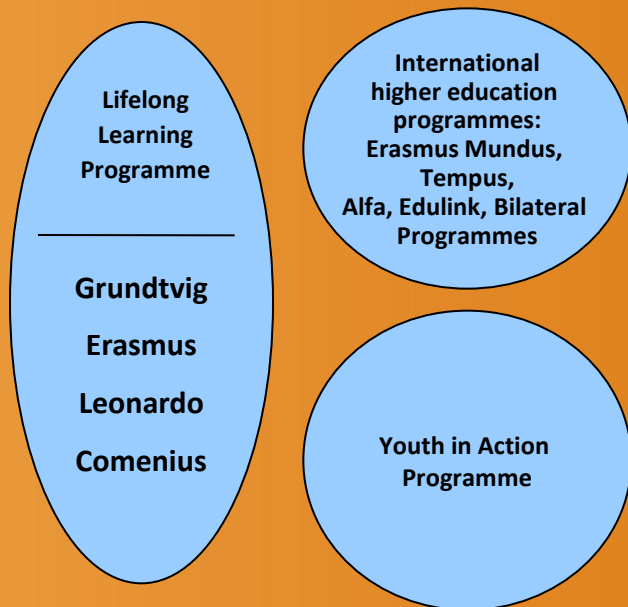 Lifelong
Learning
Programme
Grundtvig
Erasmus
Leonardo
Comenius
International
higher education
programmes:
Erasmus Mundus,
Tempus,
Alfa, Edulink, Bilateral
Programmes
Youth in Action
Programme